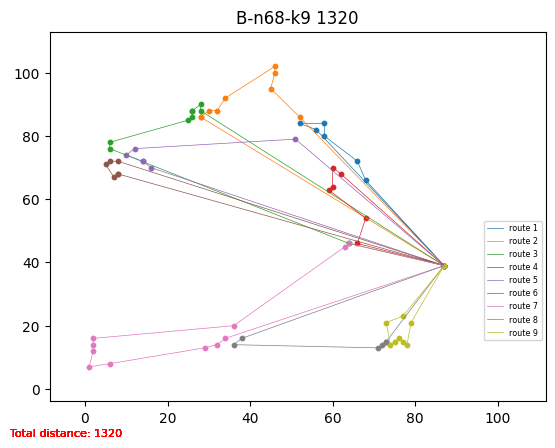 B-n68-k9 1320
100
80
60
40
20
0
0 20 40 60 80 100
route 1
route 2
route 3
route 4
route 5
route 6
route 7
route 8
route 9
Total distance: 1320